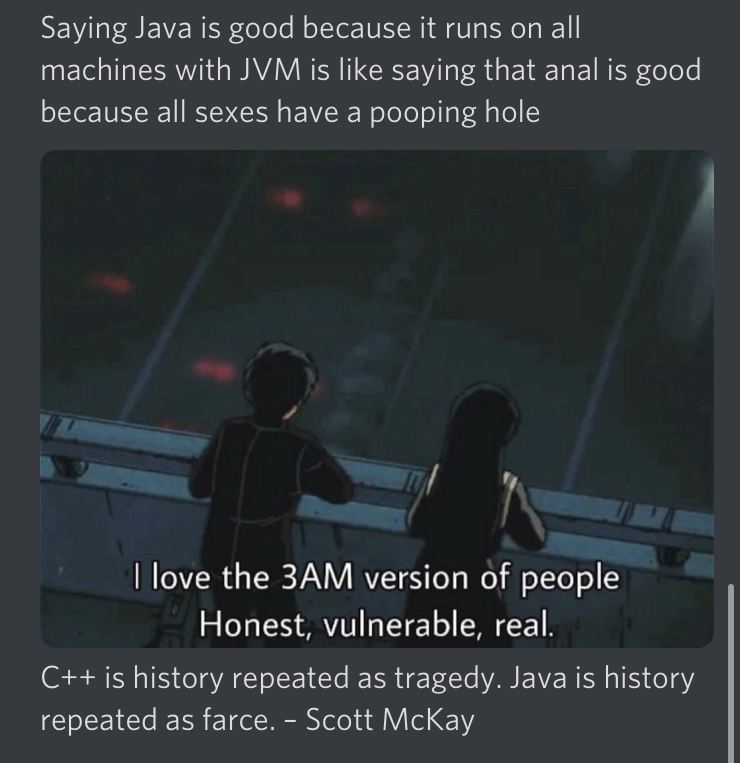 Saying Java is good because it runs on all
machines with JVM is like saying that anal is good
because all sexes have a pooping hole
I love the 3AM version of people
Honest, vulnerable, real.
C++ is history repeated as tragedy. Java is history
repeated as farce. – Scott McKay